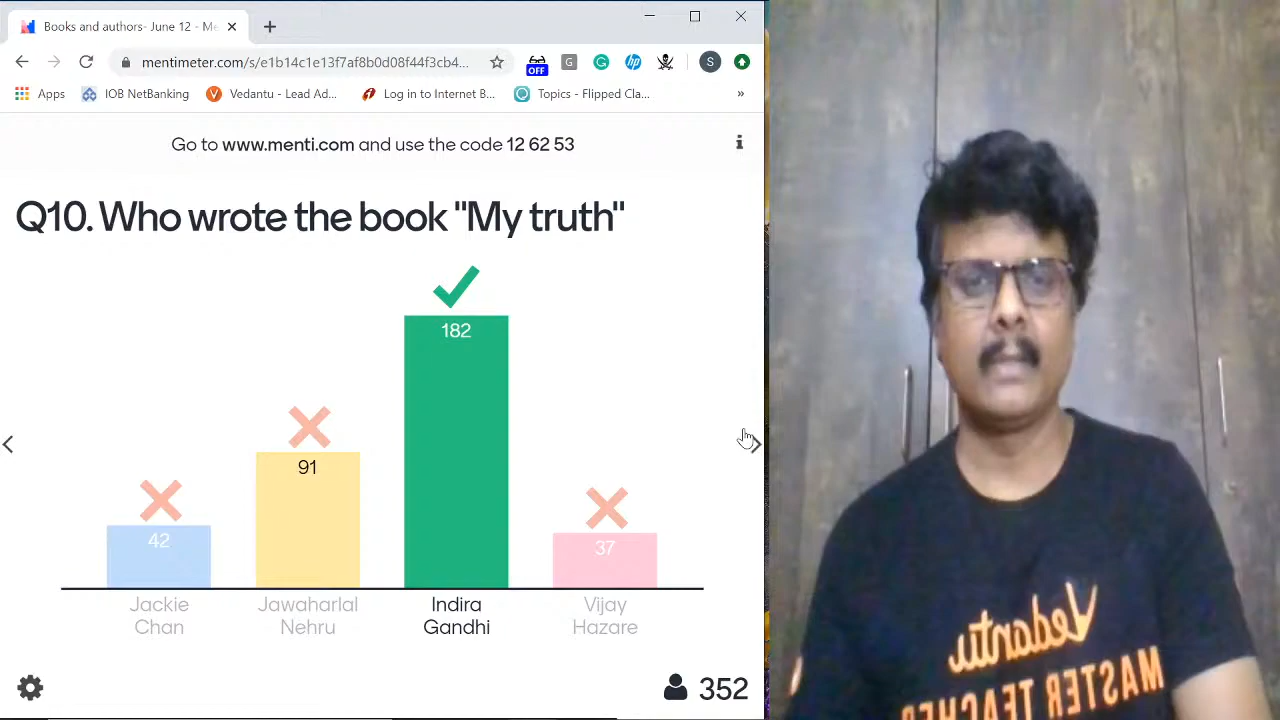 Books and authors- June 12 - Me
mentimeter.com/s/e1b14c1e13f7af8b0d08f44f3cb4...
OFF
G
G
hp
S
Apps
IOB NetBanking
Vedantu - Lead Ad...
Log in to Internet B...
Topics - Flipped Cla...
»
Go to www.menti.com and use the code 12 62 53
i
Q10. Who wrote the book "My truth"
182
91
42
37
Jackie
Chan
Jawaharlal
Nehru
Indira
Gandhi
Vijay
Hazare
352
Vedantu
MASTER TEACHER